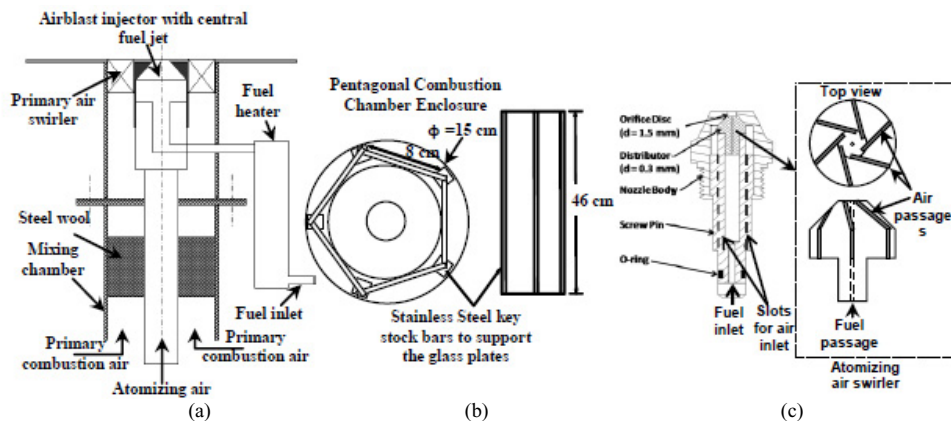 (a)
Airblast injector with central
fuel jet
Primary air
swirler
Fuel
heater
Steel wool
Mixing
chamber
Fuel inlet
Primary
combustion air
Primary
combustion air
Atomizing air
(a)
Pentagonal Combustion
Chamber Enclosure
ϕ =15 cm
8 cm
46 cm
Stainless Steel key
stock bars to support
the glass plates
(b)
(c)
Orifice Disc
(d = 1.5 mm)
Distributor
(d = 0.3 mm)
Nozzle Body
Screw Pin
O-ring
Fuel
inlet
Slots
for air
inlet
Top view
Air
passage
s
Fuel
passage
Atomizing
air swirler
(c)